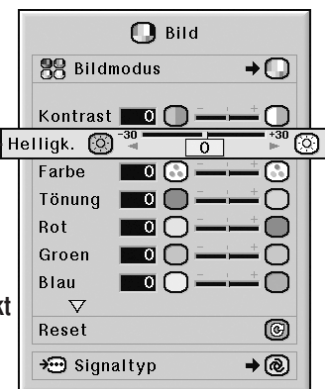 Bild
Bildmodus
Kontrast 0 - +
Helligk. -30 0 +30
Farbe 0 - +
Tönung 0 - +
Rot 0 - +
Groen 0 - +
Blau 0 - +
kt
Reset
Signaltyp